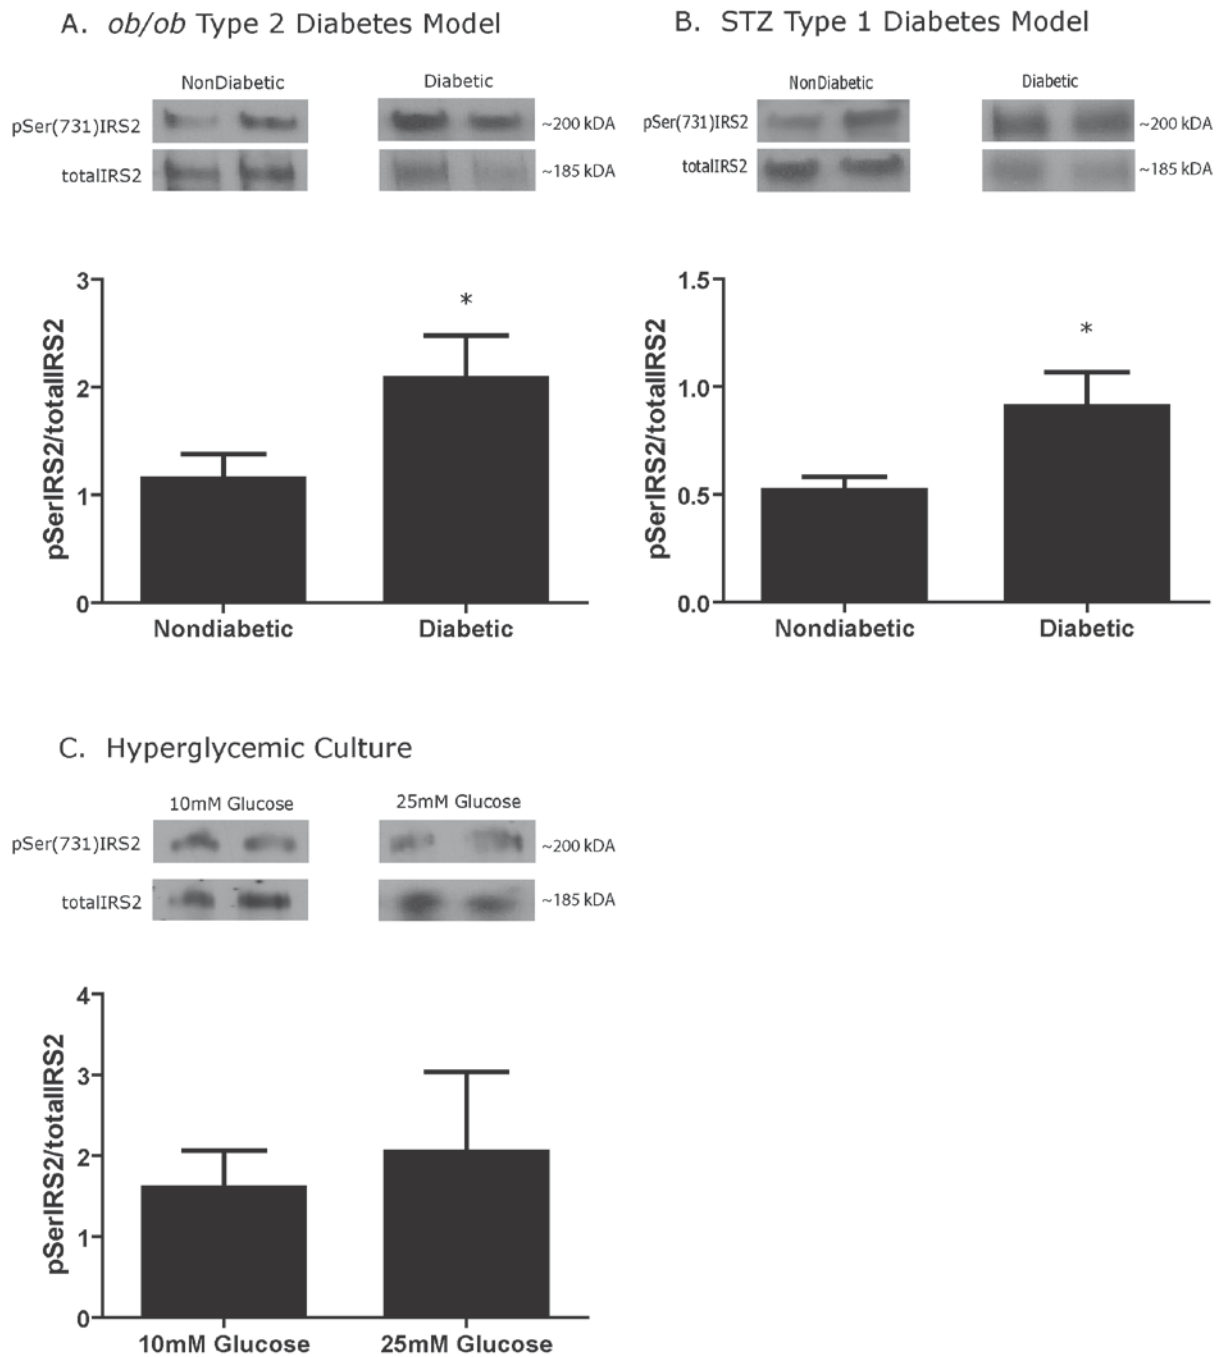 A. ob/ob Type 2 Diabetes Model
NonDiabetic
Diabetic
pSer(731)IRS2
~200 kDA
totalIRS2
~185 kDA
3
2
1
0
pSerIRS2/totalIRS2
*
Nondiabetic
Diabetic
B. STZ Type 1 Diabetes Model
NonDiabetic
Diabetic
pSer(731)IRS2
~200 kDA
totalIRS2
~185 kDA
1.5
1.0
0.5
0.0
pSerIRS2/totalIRS2
*
Nondiabetic
Diabetic
C. Hyperglycemic Culture
10mM Glucose
25mM Glucose
pSer(731)IRS2
~200 kDA
totalIRS2
~185 kDA
4
3
2
1
0
pSerIRS2/totalIRS2
10mM Glucose
25mM Glucose